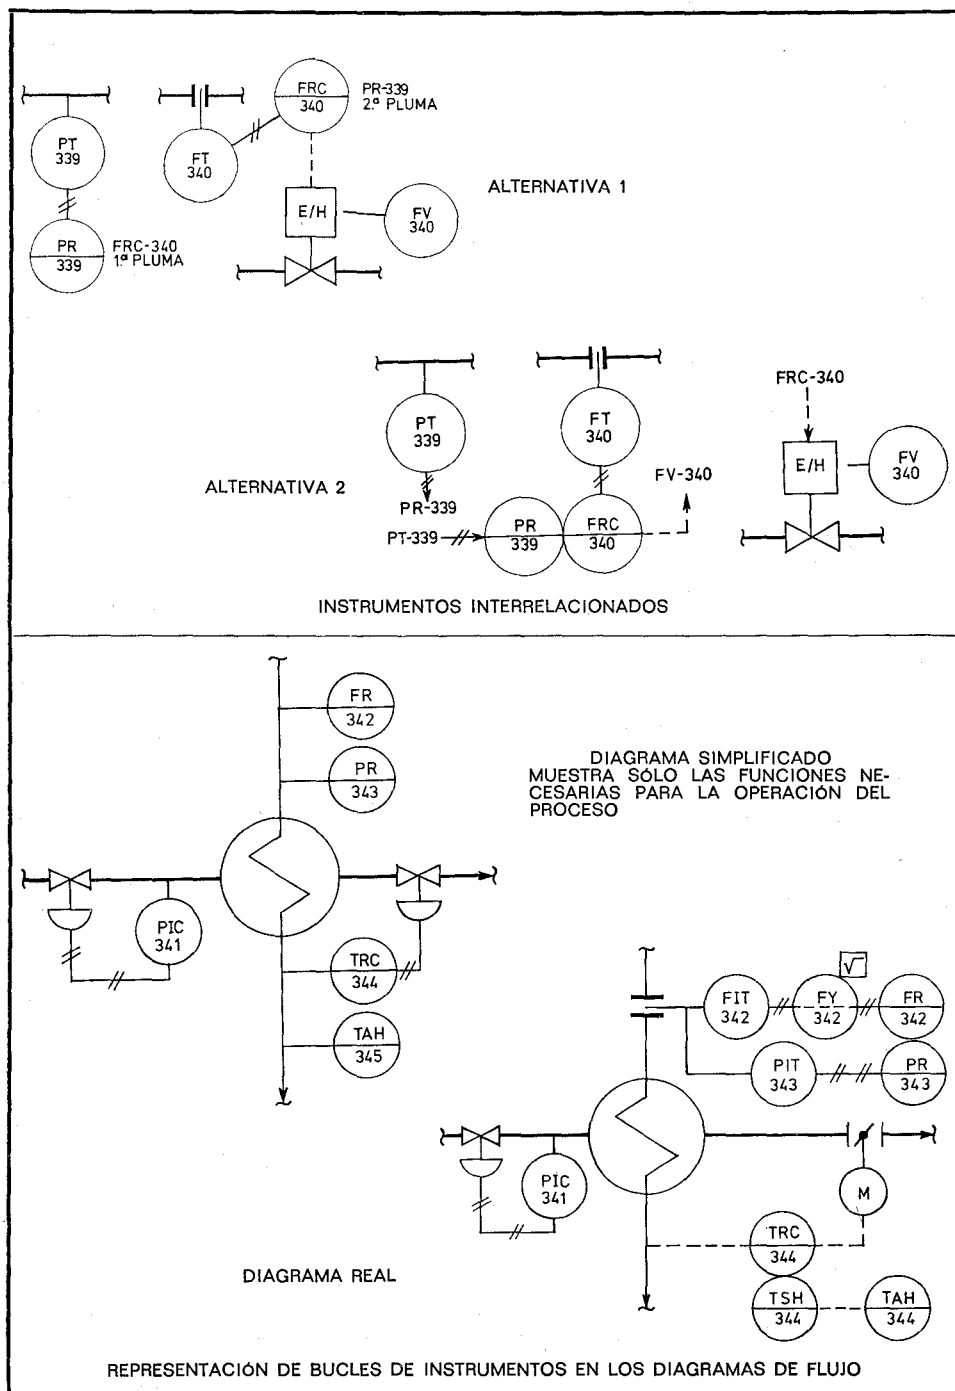 FRC
340
PR-339
2.ª PLUMA
PT
339
FT
340
E/H
FV
340
ALTERNATIVA 1
PR
339
FRC-340
1.ª PLUMA
PT
339
FT
340
FRC-340
E/H
FV
340
ALTERNATIVA 2
PR-339
FV-340
PT-339
PR
339
FRC
340
INSTRUMENTOS INTERRELACIONADOS
FR
342
PR
343
DIAGRAMA SIMPLIFICADO
MUESTRA SÓLO LAS FUNCIONES NE-
CESARIAS PARA LA OPERACIÓN DEL
PROCESO
PIC
341
TRC
344
TAH
345
√
FIT
342
FY
342
FR
342
PIT
343
PR
343
PIC
341
M
TRC
344
DIAGRAMA REAL
TSH
344
TAH
344
REPRESENTACIÓN DE BUCLES DE INSTRUMENTOS EN LOS DIAGRAMAS DE FLUJO